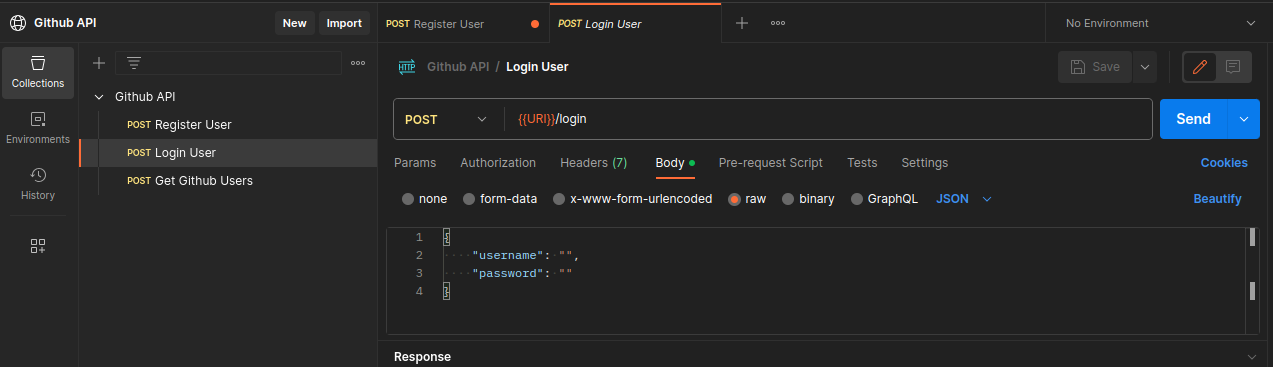 Github API
New
Import
POST Register User
POST Login User
No Environment
Collections
Environments
History
Github API
POST Register User
POST Login User
POST Get Github Users
HTTP
Github API / Login User
Save
POST
{{URI}}/login
Send
Params
Authorization
Headers (7)
Body
Pre-request Script
Tests
Settings
Cookies
none
form-data
x-www-form-urlencoded
raw
binary
GraphQL
JSON
Beautify
1 {
2 "username": "",
3 "password": ""
4 }
Response